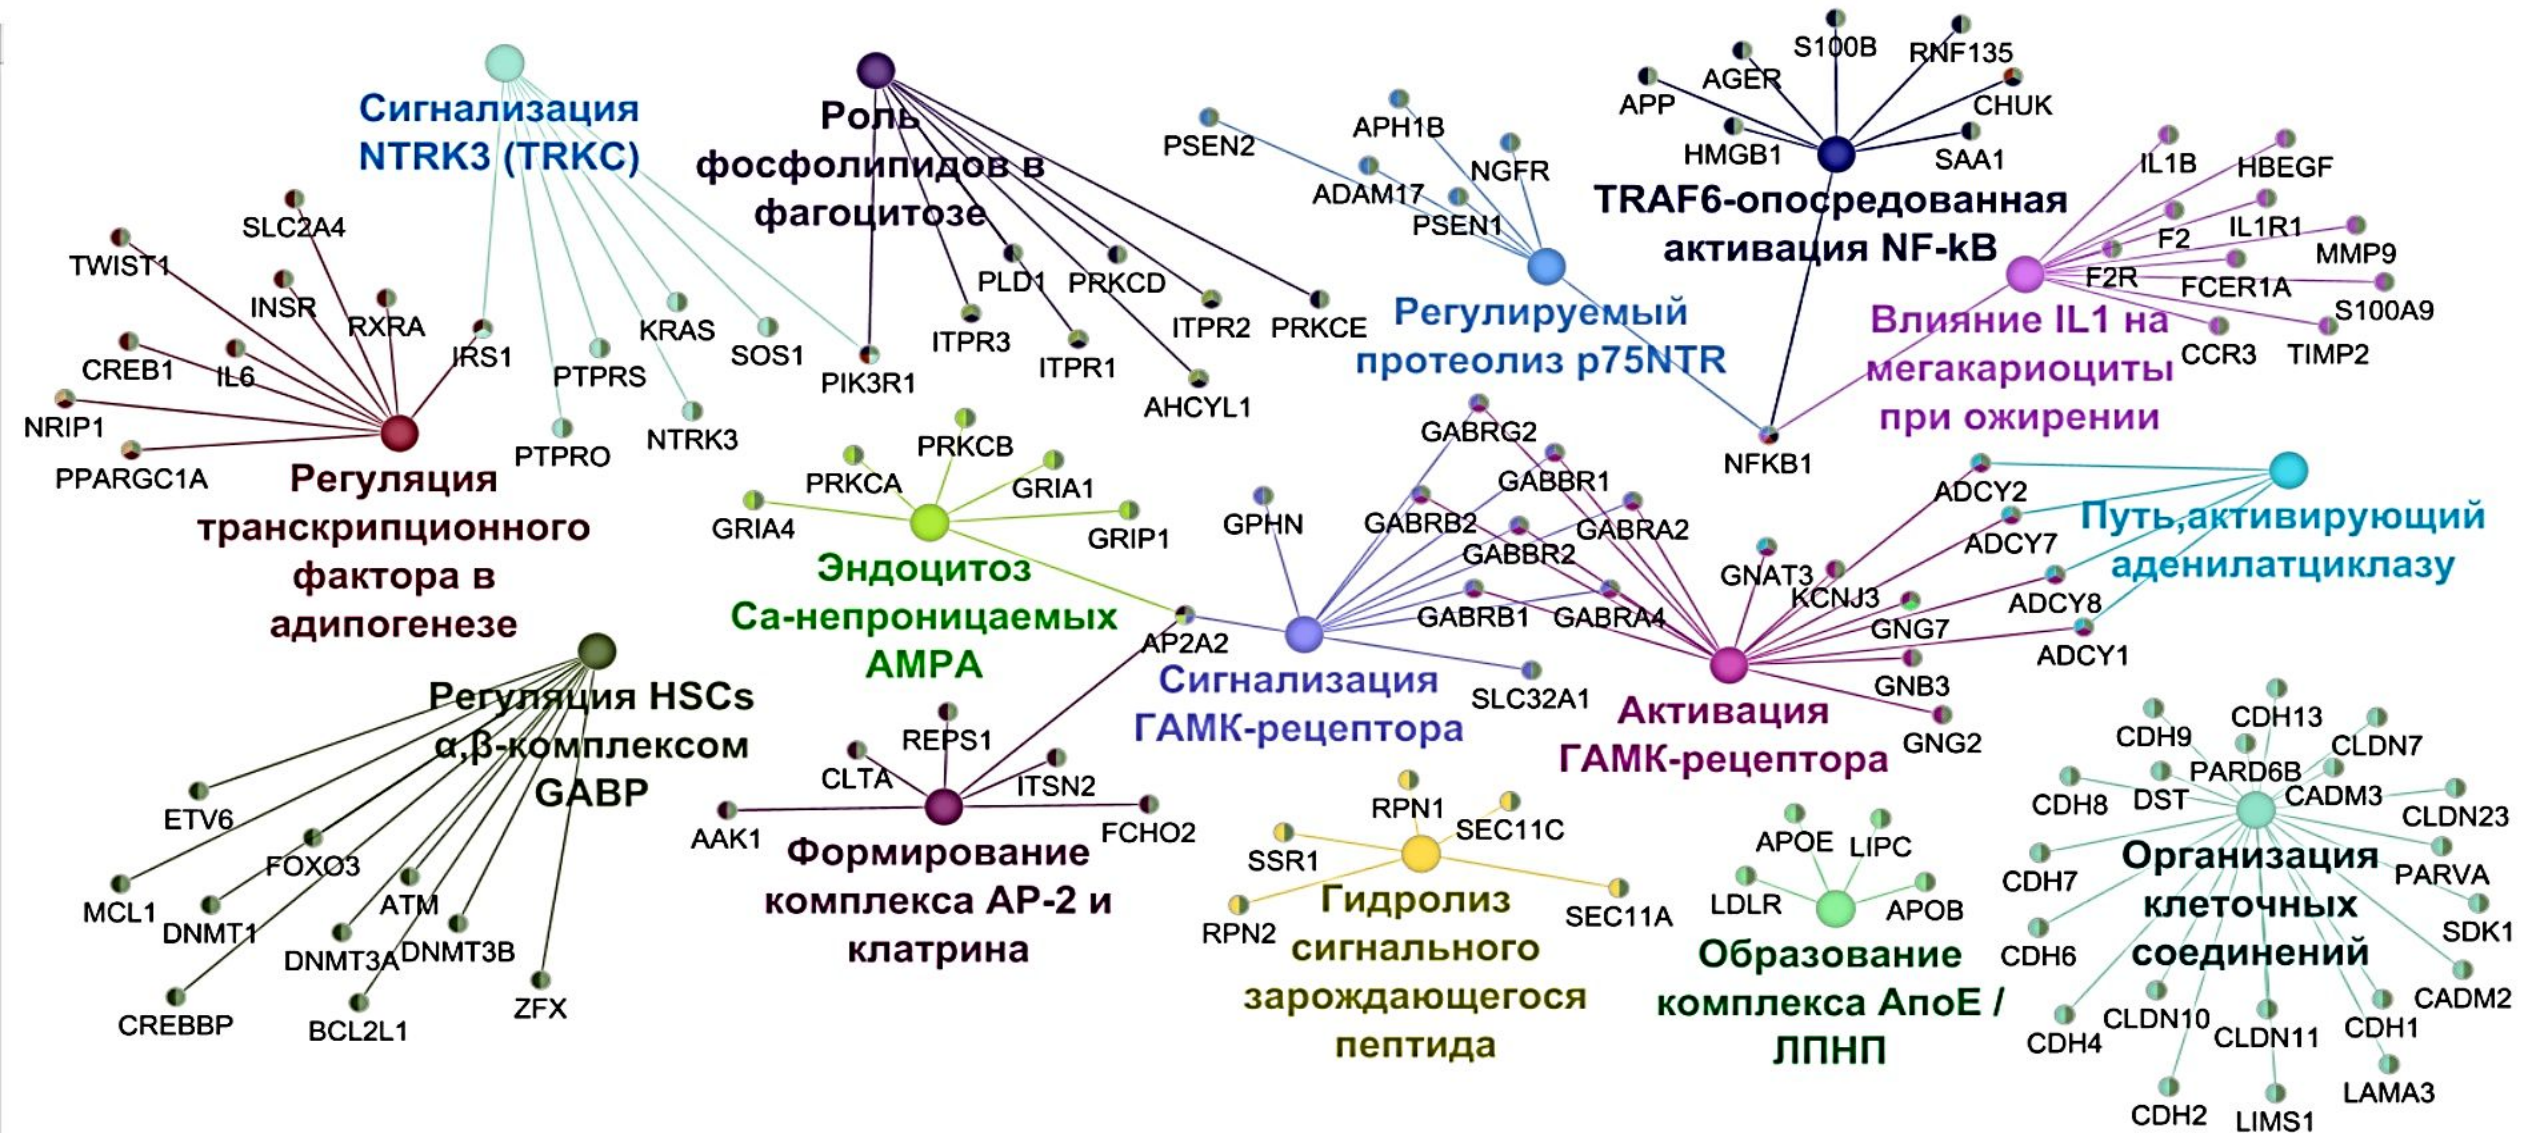 Сигнализация
NTRK3 (TRKC)
SLC2A4
TWIST1
INSR
RXRA
CREB1
IL6
IRS1
NRIP1
PPARGC1A
KRAS
SOS1
PTPRS
PTPRO
NTRK3
Регуляция
транскрипционного
фактора в
адипогенезе
Роль
фосфолипидов в
фагоцитозе
PLD1
PRKCD
ITPR3
ITPR2
PRKCE
ITPR1
PIK3R1
AHCYL1
PSEN2
APH1B
NGFR
ADAM17
PSEN1
Регулируемый
протеолиз p75NTR
S100B
RNF135
AGER
APP
CHUK
HMGB1
SAA1
TRAF6-опосредованная
активация NF-kB
NFKB1
IL1B
HBEGF
F2
IL1R1
MMP9
F2R
FCER1A
S100A9
CCR3
TIMP2
Влияние IL1 на
мегакариоциты
при ожирении
PRKCB
PRKCA
GRIA1
GRIA4
GRIP1
Эндоцитоз
Ca-непроницаемых
AMPA
AP2A2
GPHN
GABRG2
GABBR1
GABRB2
GABRA2
GABBR2
GABRB1
GABRA4
SLC32A1
Сигнализация
ГАМК-рецептора
ADCY2
ADCY7
GNAT3
KCNJ3
ADCY8
GNG7
ADCY1
GNB3
GNG2
Активация
ГАМК-рецептора
Путь,активирующий
аденилатциклазу
Регуляция HSCs
α,β-комплексом
GABP
ETV6
FOXO3
MCL1
ATM
DNMT1
DNMT3A
DNMT3B
CREBBP
BCL2L1
ZFX
REPS1
CLTA
ITSN2
AAK1
FCHO2
Формирование
комплекса AP-2 и
клатрина
RPN1
SEC11C
SSR1
RPN2
SEC11A
Гидролиз
сигнального
зарождающегося
пептида
APOE
LIPC
LDLR
APOB
Образование
комплекса АпоЕ /
ЛПНП
CDH13
CDH9
CLDN7
PARD6B
CDH8
DST
CADM3
CLDN23
CDH7
PARVA
CDH6
SDK1
Организация
клеточных
соединений
CADM2
CLDN10
CDH4
CLDN11
CDH1
LAMA3
CDH2
LIMS1